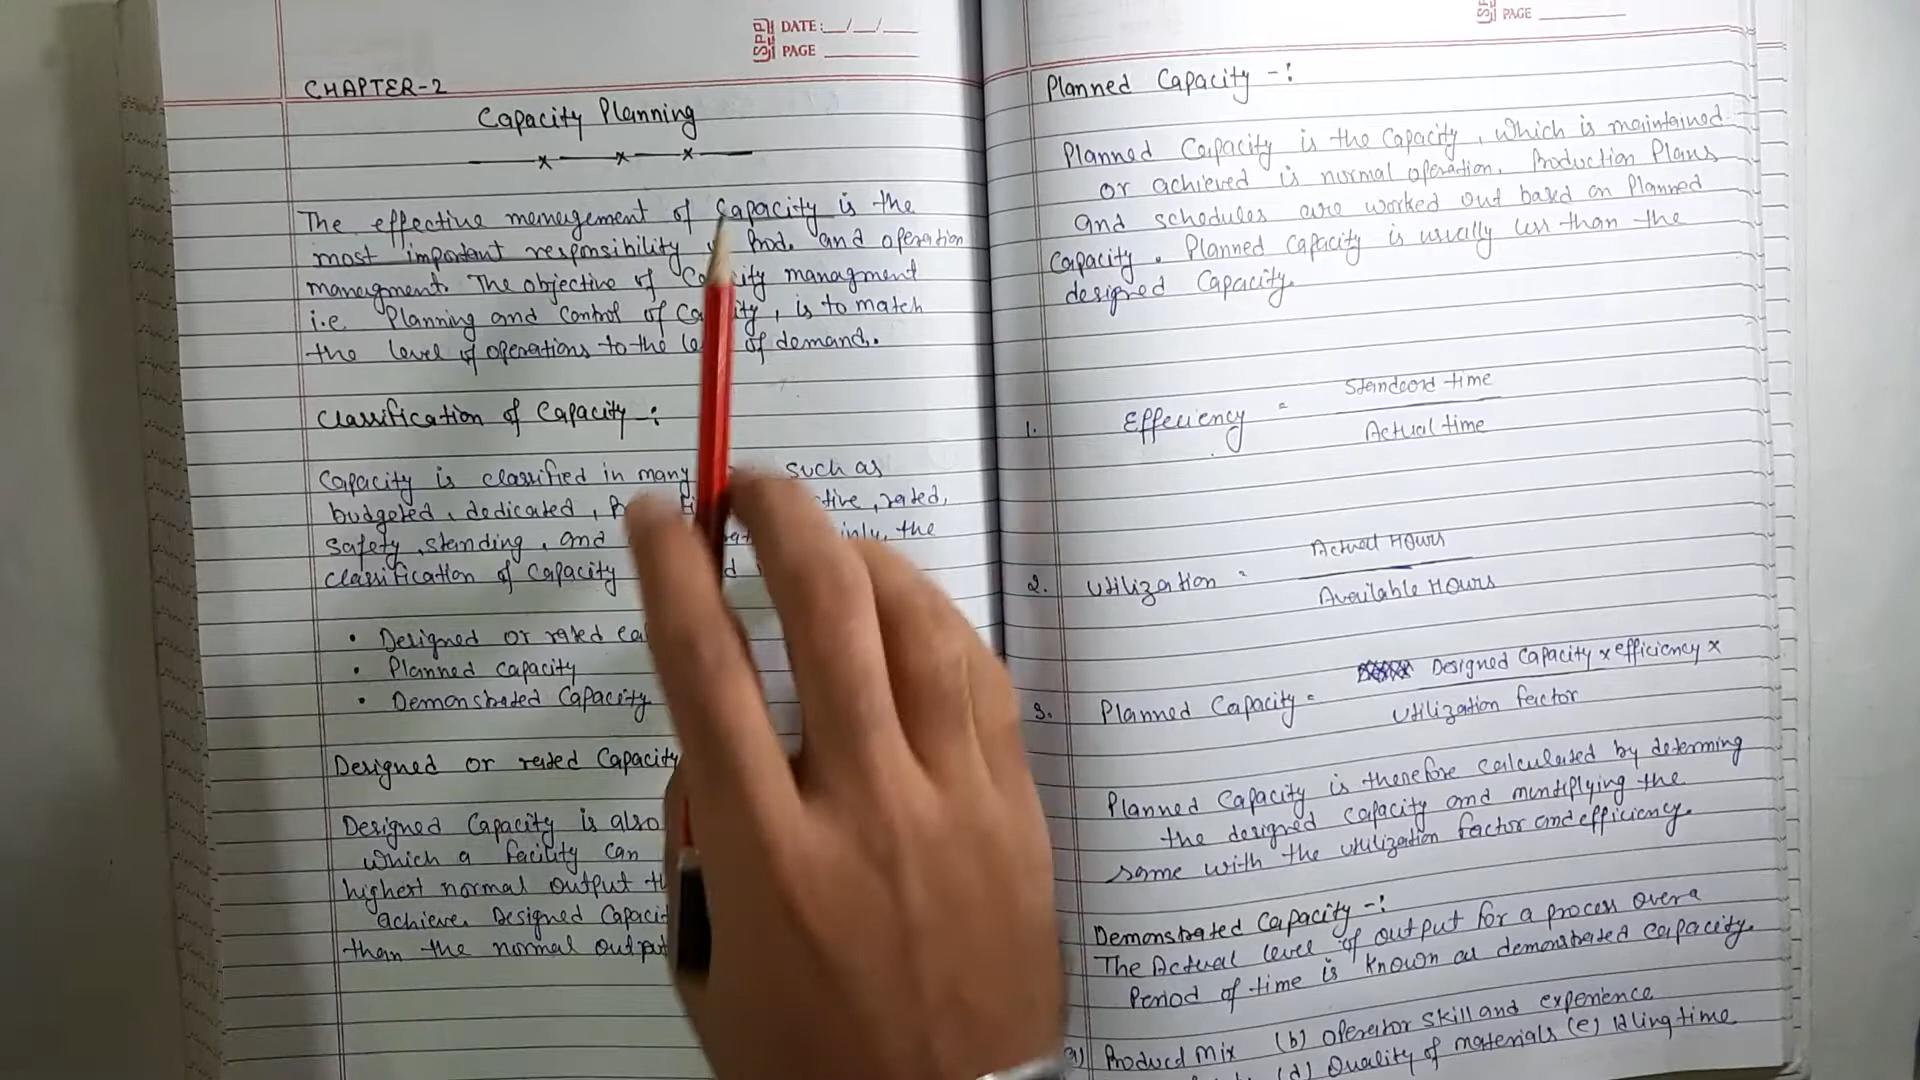 DATE: __/__/__
PAGE
CHAPTER-2
Capacity Planning
The effective menegement of Capacity is the
most important responsibility Prod. and operation
manegment. The objective of managment
i.e Planning and Control of , is to match
the level of operations to the of demand.
Classification of Capacity -:
Capacity is classified in many such as
budgeted, dedicated, rated,
Safety, standing, and the
classification of Capacity
• Designed or rated
• Planned capacity
• Demonstrated Capacity
Designed or rated Capacity
Designed Capacity is also
which a facility can
highest normal output
achieve. Designed
than the normal output
PAGE
Planned Capacity -:
Planned Capacity is the Capacity, which is maintained
or achieved is normal operation. Production Plans
and schedules are worked out based on Planned
Capacity. Planned Capacity is usually less than the
designed Capacity.
1. Effeciency = Standard time
Actual time
2. Utilization = Actual Hours
Available Hours
3. Planned Capacity = Designed Capacity x efficiency x
Utilization factor
Planned Capacity is therefore calculated by determing
the designed capacity and multiplying the
same with the utilization factor and efficiency.
Demonstrated Capacity -:
The Actual level of output for a process over a
Period of time is known as demonstrated capacity.
a) Product Mix (b) operator skill and experience
(d) Quality of materials (e) Idling time